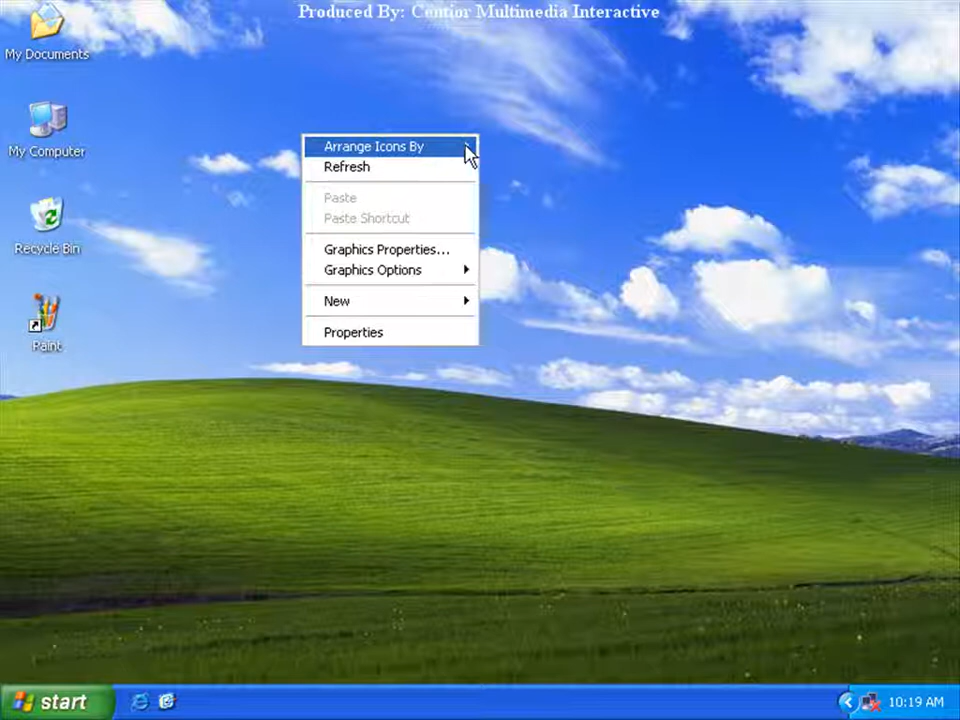 Produced By: Contior Multimedia Interactive
My Documents
My Computer
Recycle Bin
Paint
Arrange Icons By
Refresh
Paste
Paste Shortcut
Graphics Properties...
Graphics Options
New
Properties
start
10:19 AM